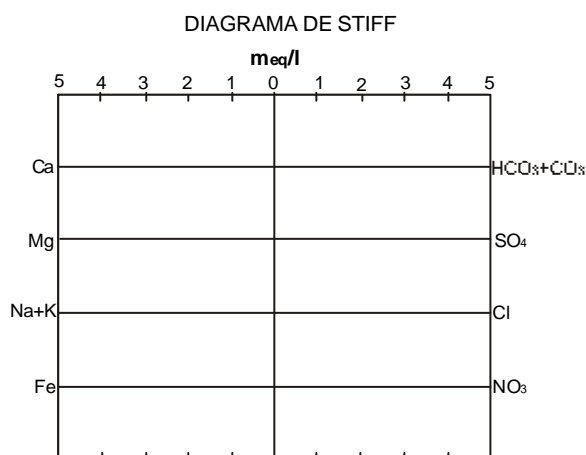 DIAGRAMA DE STIFF
meq/l
5 4 3 2 1 0 1 2 3 4 5
Ca HCO₃+CO₃
Mg SO₄
Na+K Cl
Fe NO₃